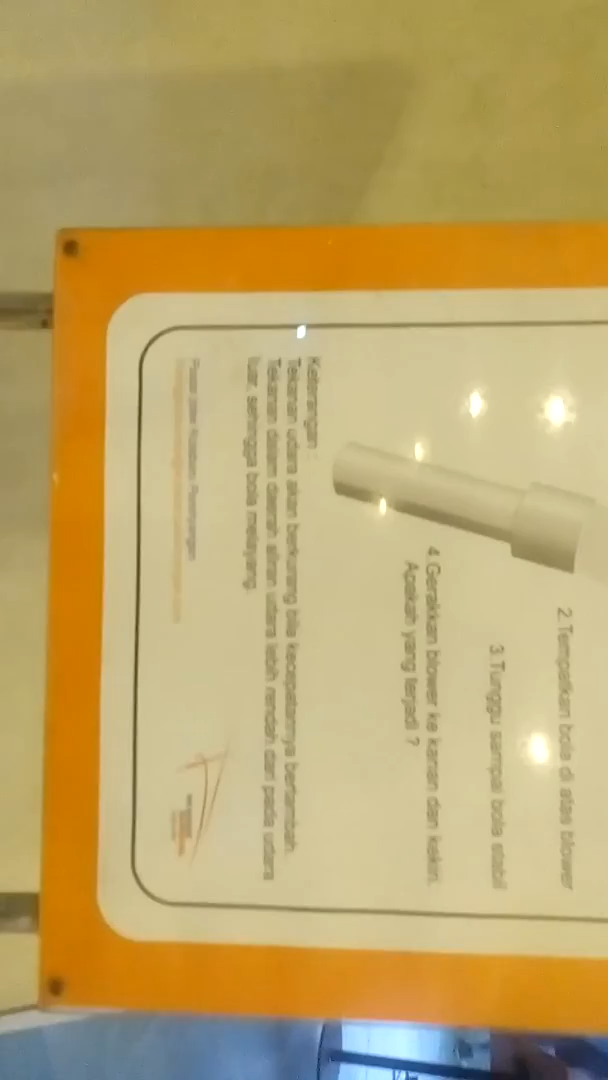 2.Tempatkan bola di atas blower
3.Tunggu sampai bola stabil
4.Gerakkan blower ke kanan dan kekiri.
Apakah yang terjadi ?
Keterangan :
Tekanan udara akan berkurang bila kecepatannya bertambah.
Tekanan dalam daerah aliran udara lebih rendah dari pada udara
luar, sehingga bola melayang.